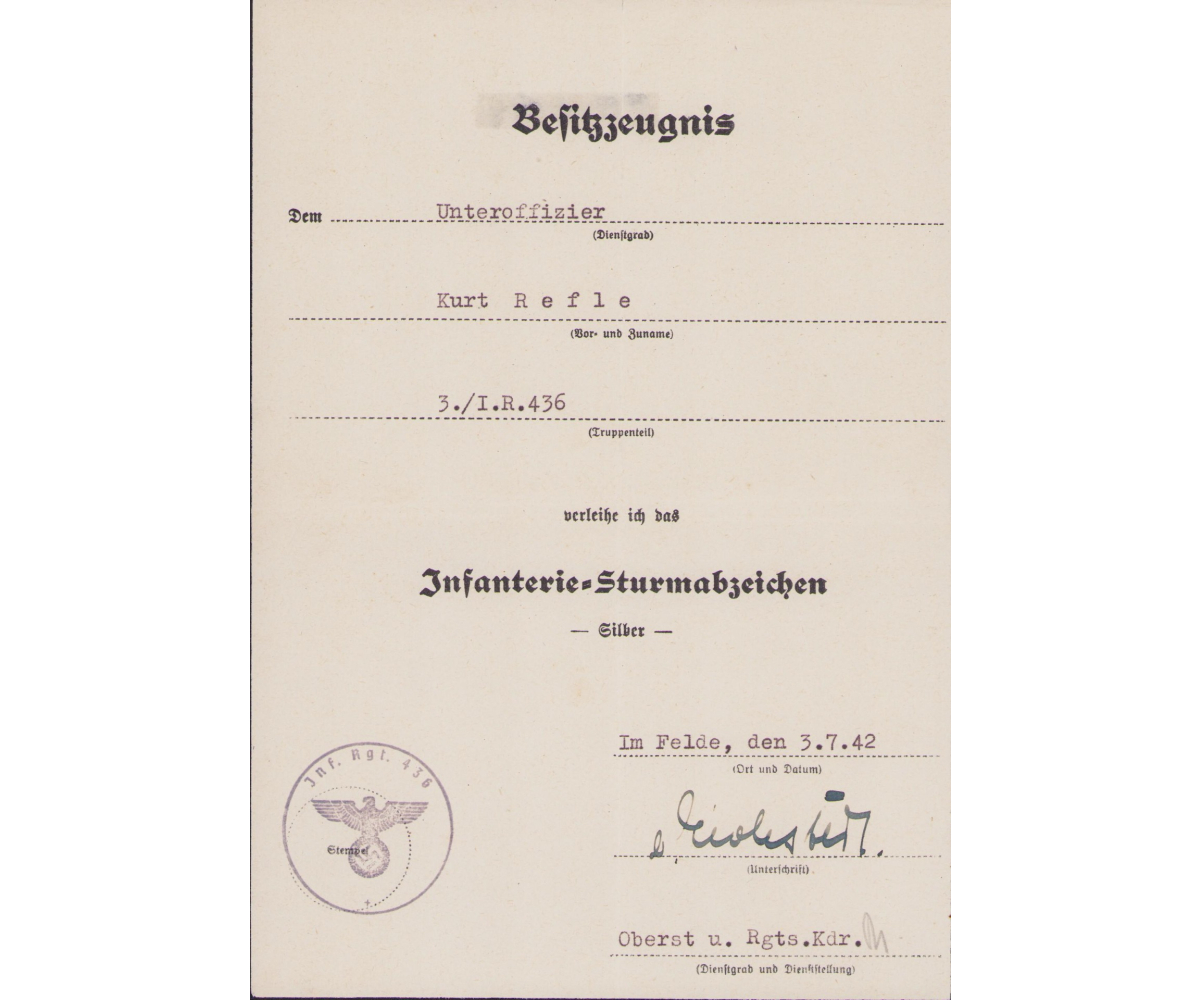 Besitzzeugnis
Dem Unteroffizier
(Dienstgrad)
Kurt Refle
(Vor- und Zuname)
3./I.R.436
(Truppenteil)
verleihe ich das
Infanterie-Sturmabzeichen
— Silber —
Im Felde, den 3.7.42
(Ort und Datum)
Inf. Rgt. 436
Stempel
(Unterschrift)
Oberst u. Rgts.Kdr.
(Dienstgrad und Dienststellung)